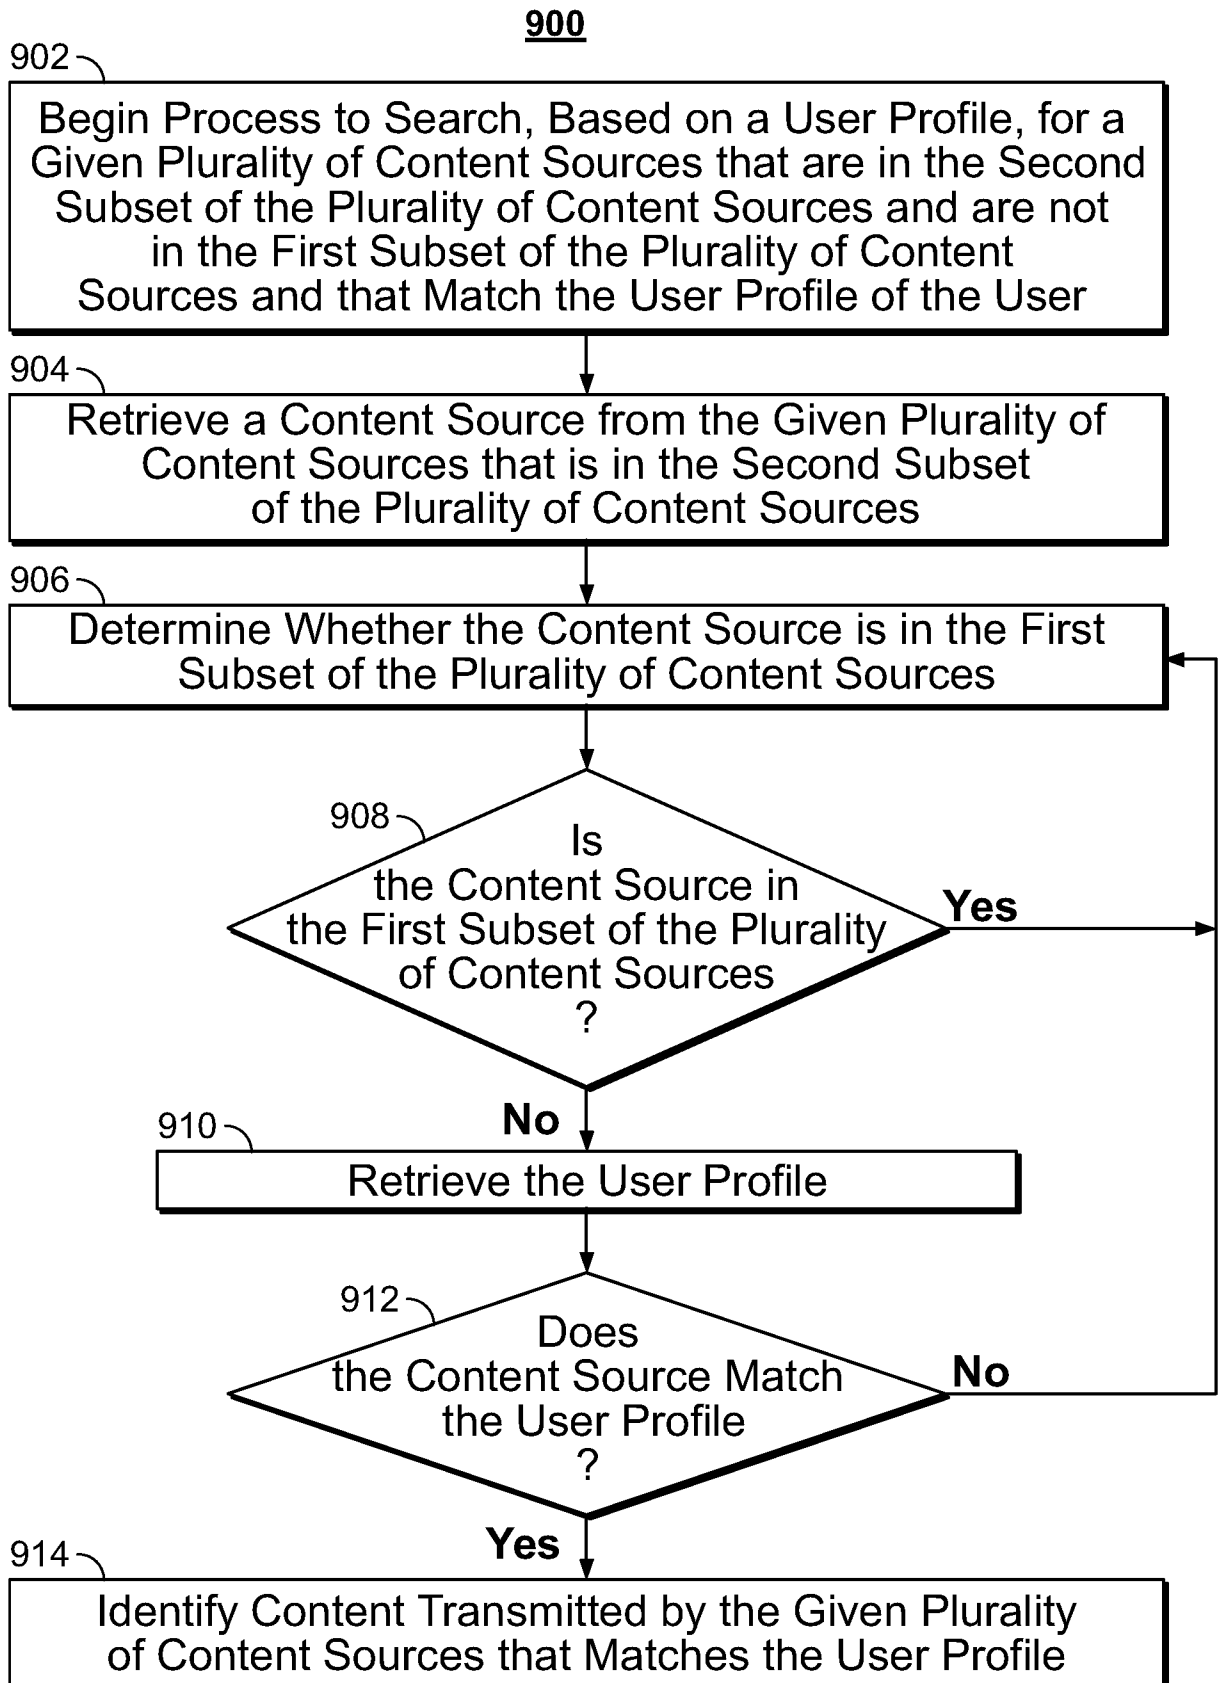 900
902
Begin Process to Search, Based on a User Profile, for a
Given Plurality of Content Sources that are in the Second
Subset of the Plurality of Content Sources and are not
in the First Subset of the Plurality of Content
Sources and that Match the User Profile of the User
904
Retrieve a Content Source from the Given Plurality of
Content Sources that is in the Second Subset
of the Plurality of Content Sources
906
Determine Whether the Content Source is in the First
Subset of the Plurality of Content Sources
908
Is
the Content Source in
the First Subset of the Plurality
of Content Sources
?
Yes
No
910
Retrieve the User Profile
912
Does
the Content Source Match
the User Profile
?
No
Yes
914
Identify Content Transmitted by the Given Plurality
of Content Sources that Matches the User Profile